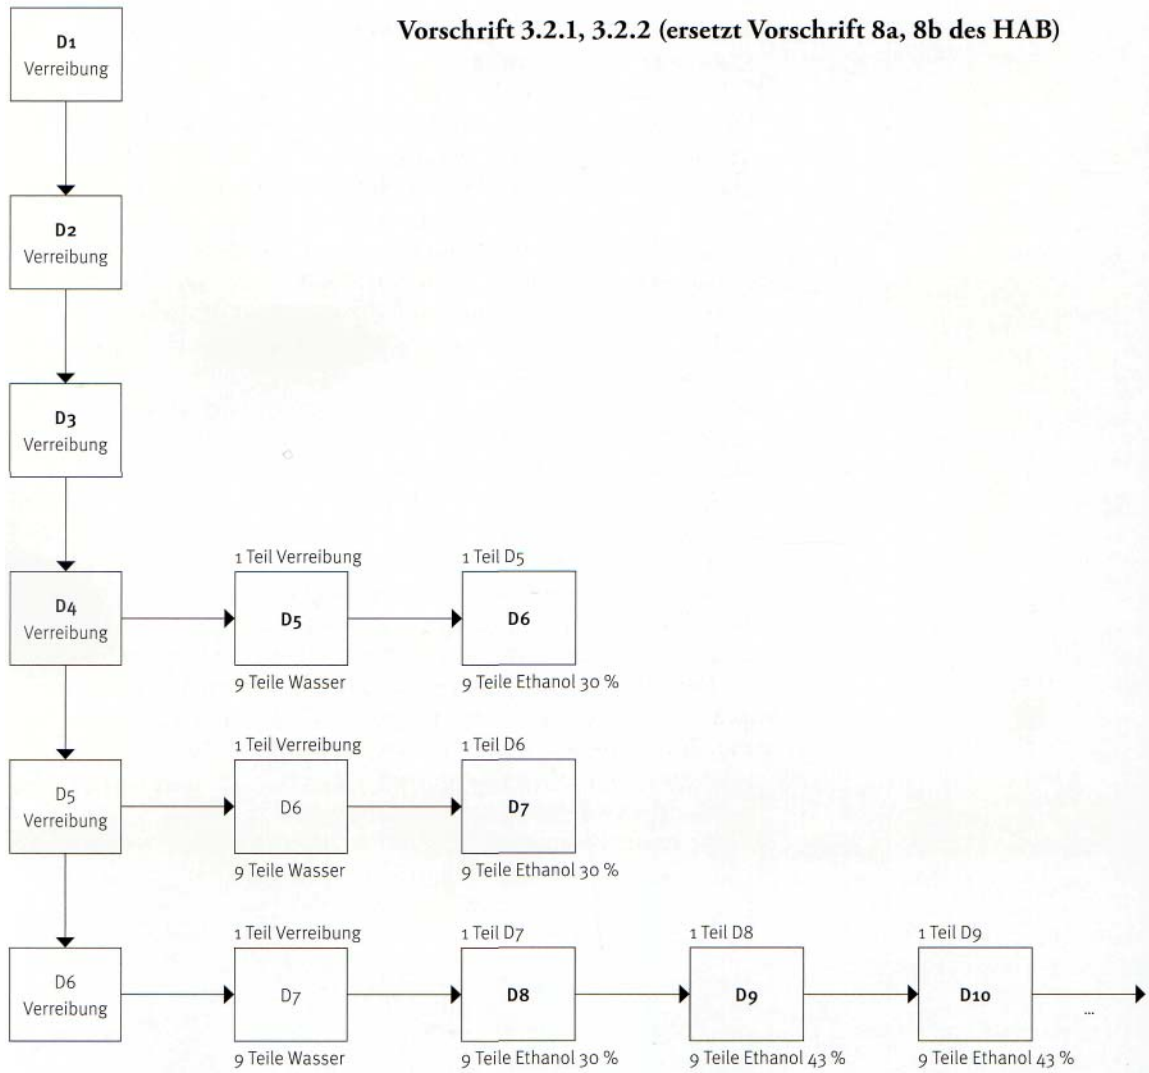 Vorschrift 3.2.1, 3.2.2 (ersetzt Vorschrift 8a, 8b des HAB)
D1
Verreibung
D2
Verreibung
D3
Verreibung
D4
Verreibung
1 Teil Verreibung
D5
9 Teile Wasser
1 Teil D5
D6
9 Teile Ethanol 30 %
D5
Verreibung
1 Teil Verreibung
D6
9 Teile Wasser
1 Teil D6
D7
9 Teile Ethanol 30 %
D6
Verreibung
1 Teil Verreibung
D7
9 Teile Wasser
1 Teil D7
D8
9 Teile Ethanol 30 %
1 Teil D8
D9
9 Teile Ethanol 43 %
1 Teil D9
D10
9 Teile Ethanol 43 %
...